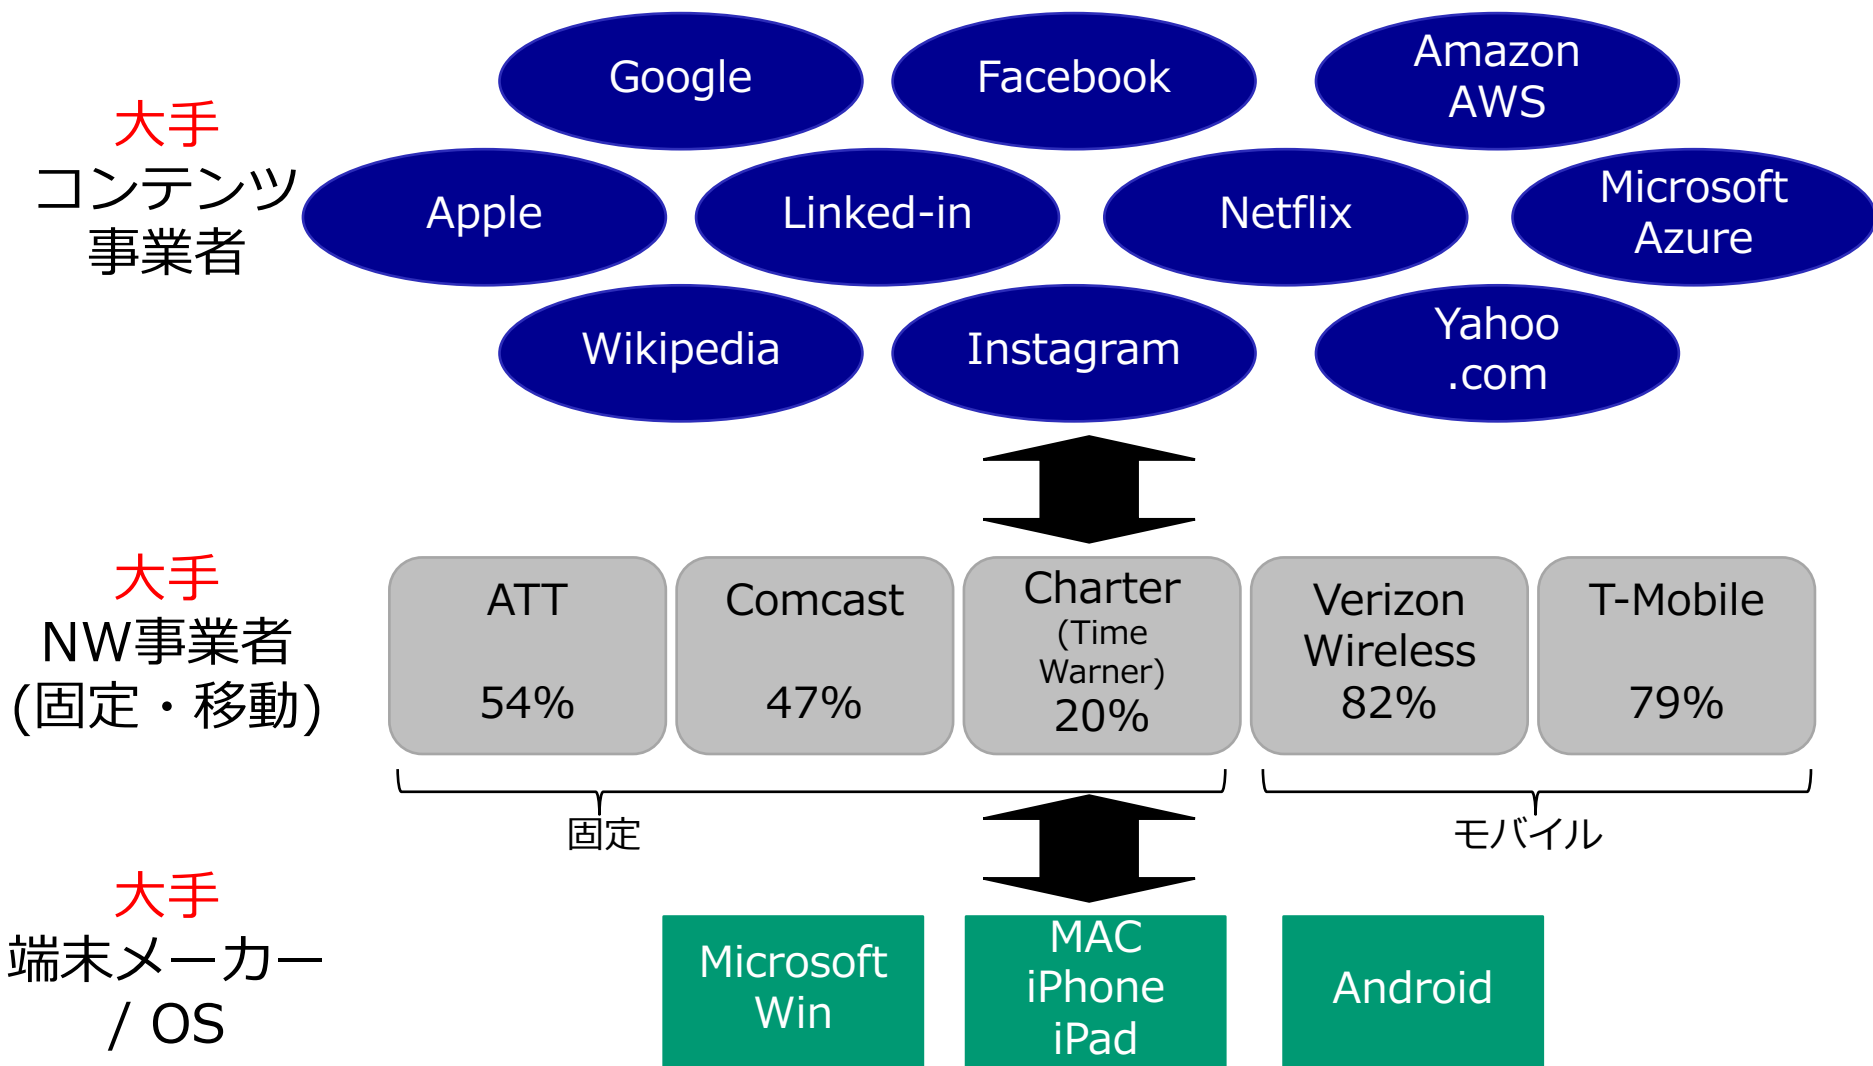 大手
コンテンツ
事業者
Google
Facebook
Amazon
AWS
Apple
Linked-in
Netflix
Microsoft
Azure
Wikipedia
Instagram
Yahoo
.com
大手
NW事業者
(固定・移動)
ATT
54%
Comcast
47%
Charter
(Time
Warner)
20%
Verizon
Wireless
82%
T-Mobile
79%
固定
モバイル
大手
端末メーカー
/ OS
Microsoft
Win
MAC
iPhone
iPad
Android